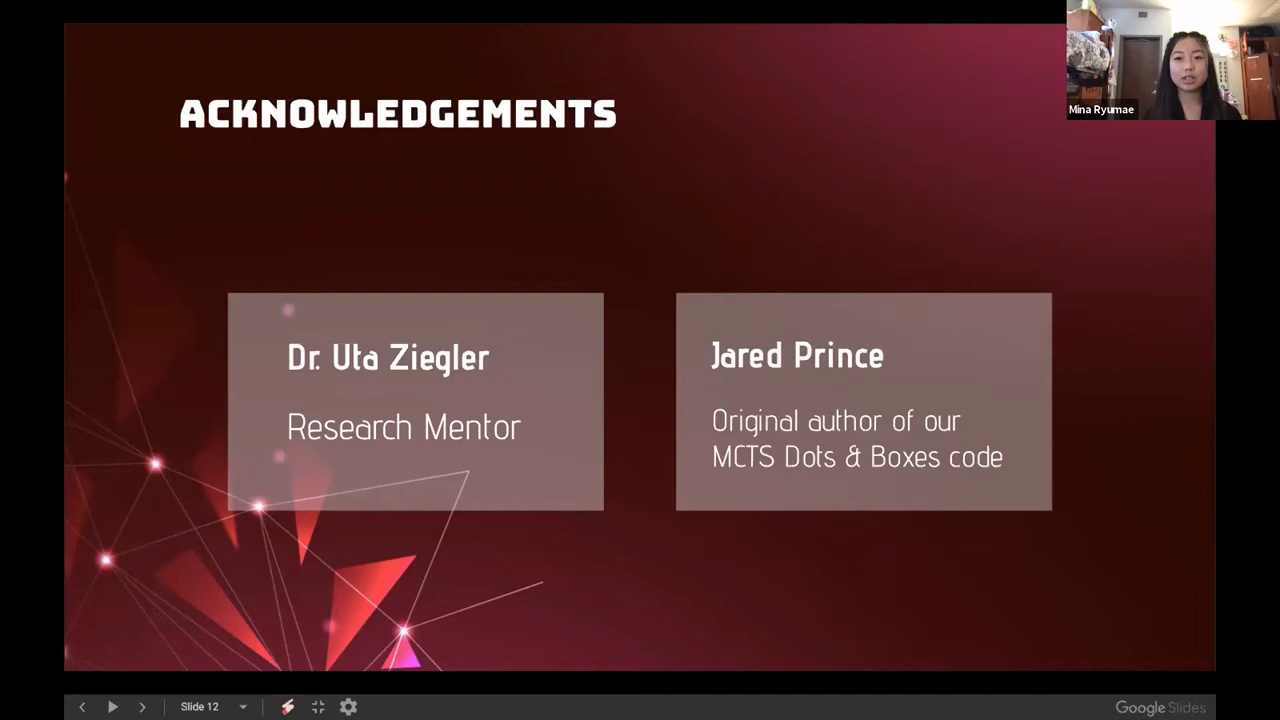 Mina Ryumae
ACKNOWLEDGEMENTS
Dr. Uta Ziegler
Research Mentor
Jared Prince
Original author of our
MCTS Dots & Boxes code
Slide 12
Google Slides